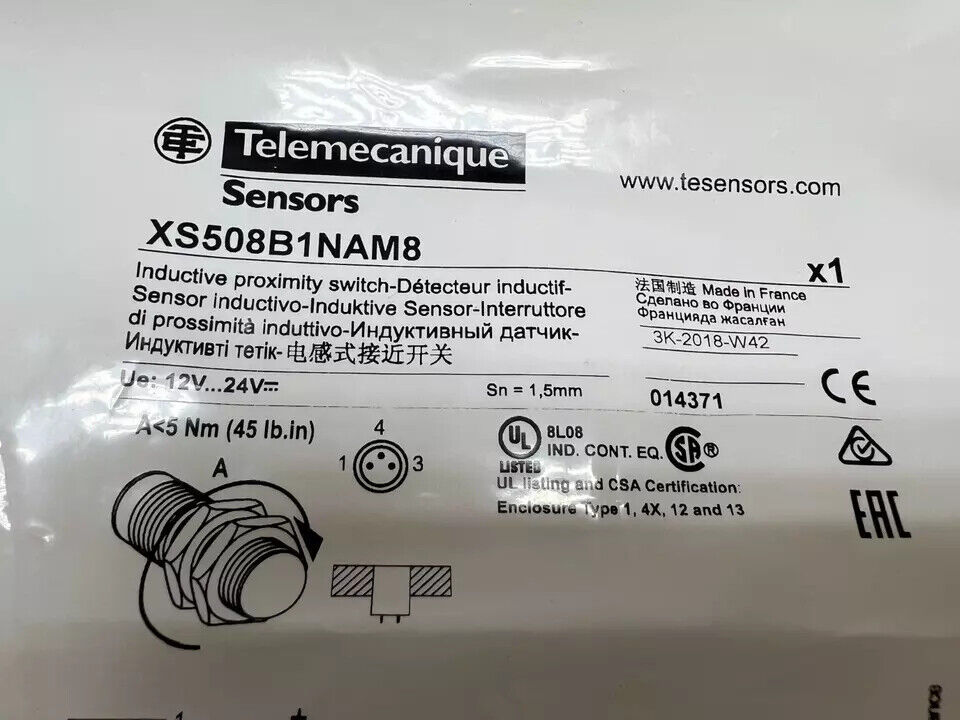 Telemecanique
Sensors
www.tesensors.com
XS508B1NAM8
x1
Inductive proximity switch-Détecteur inductif-
Sensor inductivo-Induktive Sensor-Interruttore
di prossimità induttivo-Индуктивный датчик-
Индуктивті тетік-电感式接近开关
法国制造 Made in France
Сделано во Франции
Францияда жасалған
3K-2018-W42
Ue: 12V...24V⎓
Sn = 1,5mm
014371
CE
A<5 Nm (45 lb.in)
4
1
3
A
UL
LISTED
8L08
IND. CONT. EQ.
SA®
UL listing and CSA Certification:
Enclosure Type 1, 4X, 12 and 13
EAC
1